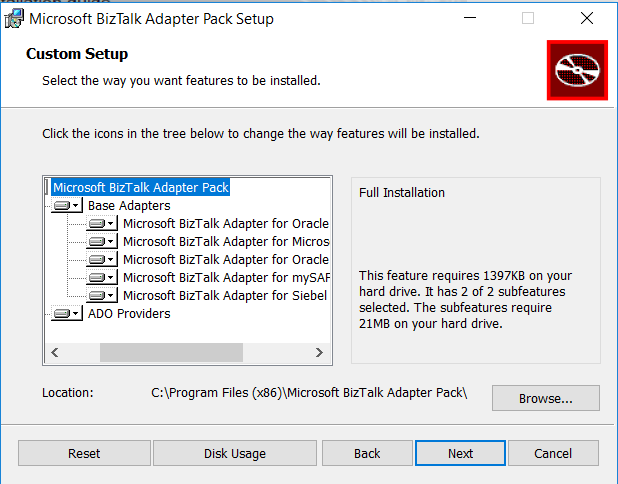 Microsoft BizTalk Adapter Pack Setup
Custom Setup
Select the way you want features to be installed.
Click the icons in the tree below to change the way features will be installed.
Microsoft BizTalk Adapter Pack
Base Adapters
Microsoft BizTalk Adapter for Oracle
Microsoft BizTalk Adapter for Micros
Microsoft BizTalk Adapter for Oracle
Microsoft BizTalk Adapter for mySAP
Microsoft BizTalk Adapter for Siebel
ADO Providers
Full Installation
This feature requires 1397KB on your
hard drive. It has 2 of 2 subfeatures
selected. The subfeatures require
21MB on your hard drive.
Location:
C:\Program Files (x86)\Microsoft BizTalk Adapter Pack\
Browse...
Reset
Disk Usage
Back
Next
Cancel